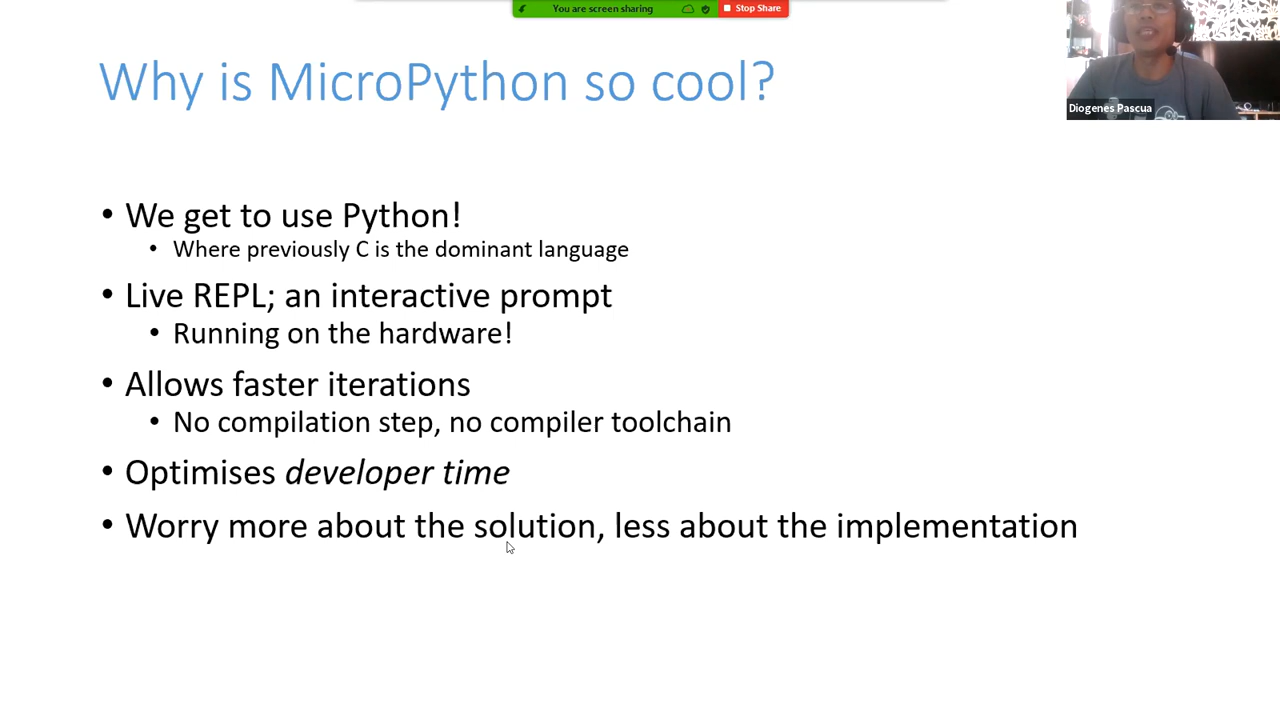 You are screen sharing
Stop Share
Why is MicroPython so cool?
Diogenes Pascua
• We get to use Python!
• Where previously C is the dominant language
• Live REPL; an interactive prompt
• Running on the hardware!
• Allows faster iterations
• No compilation step, no compiler toolchain
• Optimises developer time
• Worry more about the solution, less about the implementation